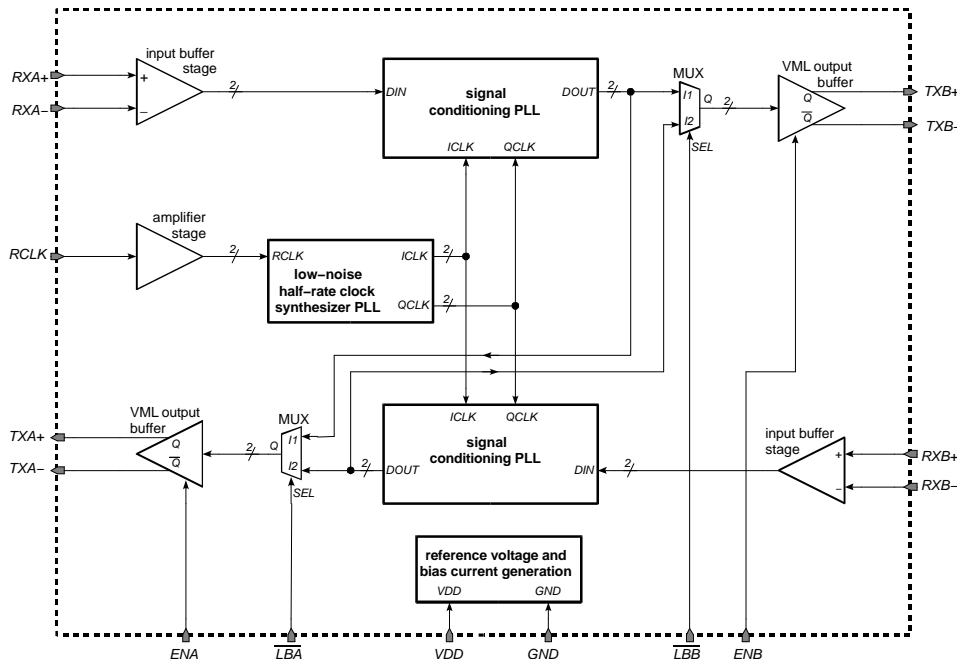 input buffer
stage
RXA+
RXA−
+
−
2
DIN
signal
conditioning PLL
DOUT
ICLK
QCLK
2
MUX
I1
I2
Q
SEL
2
VML output
buffer
Q
Q
TXB+
TXB−
amplifier
stage
RCLK
2
RCLK
low−noise
half−rate clock
synthesizer PLL
ICLK
QCLK
2
2
VML output
buffer
TXA+
TXA−
Q
Q
2
Q
MUX
I1
I2
SEL
2
ICLK
QCLK
signal
conditioning PLL
DOUT
DIN
2
input buffer
stage
+
−
RXB+
RXB−
reference voltage and
bias current generation
VDD
GND
ENA
LBA
VDD
GND
LBB
ENB